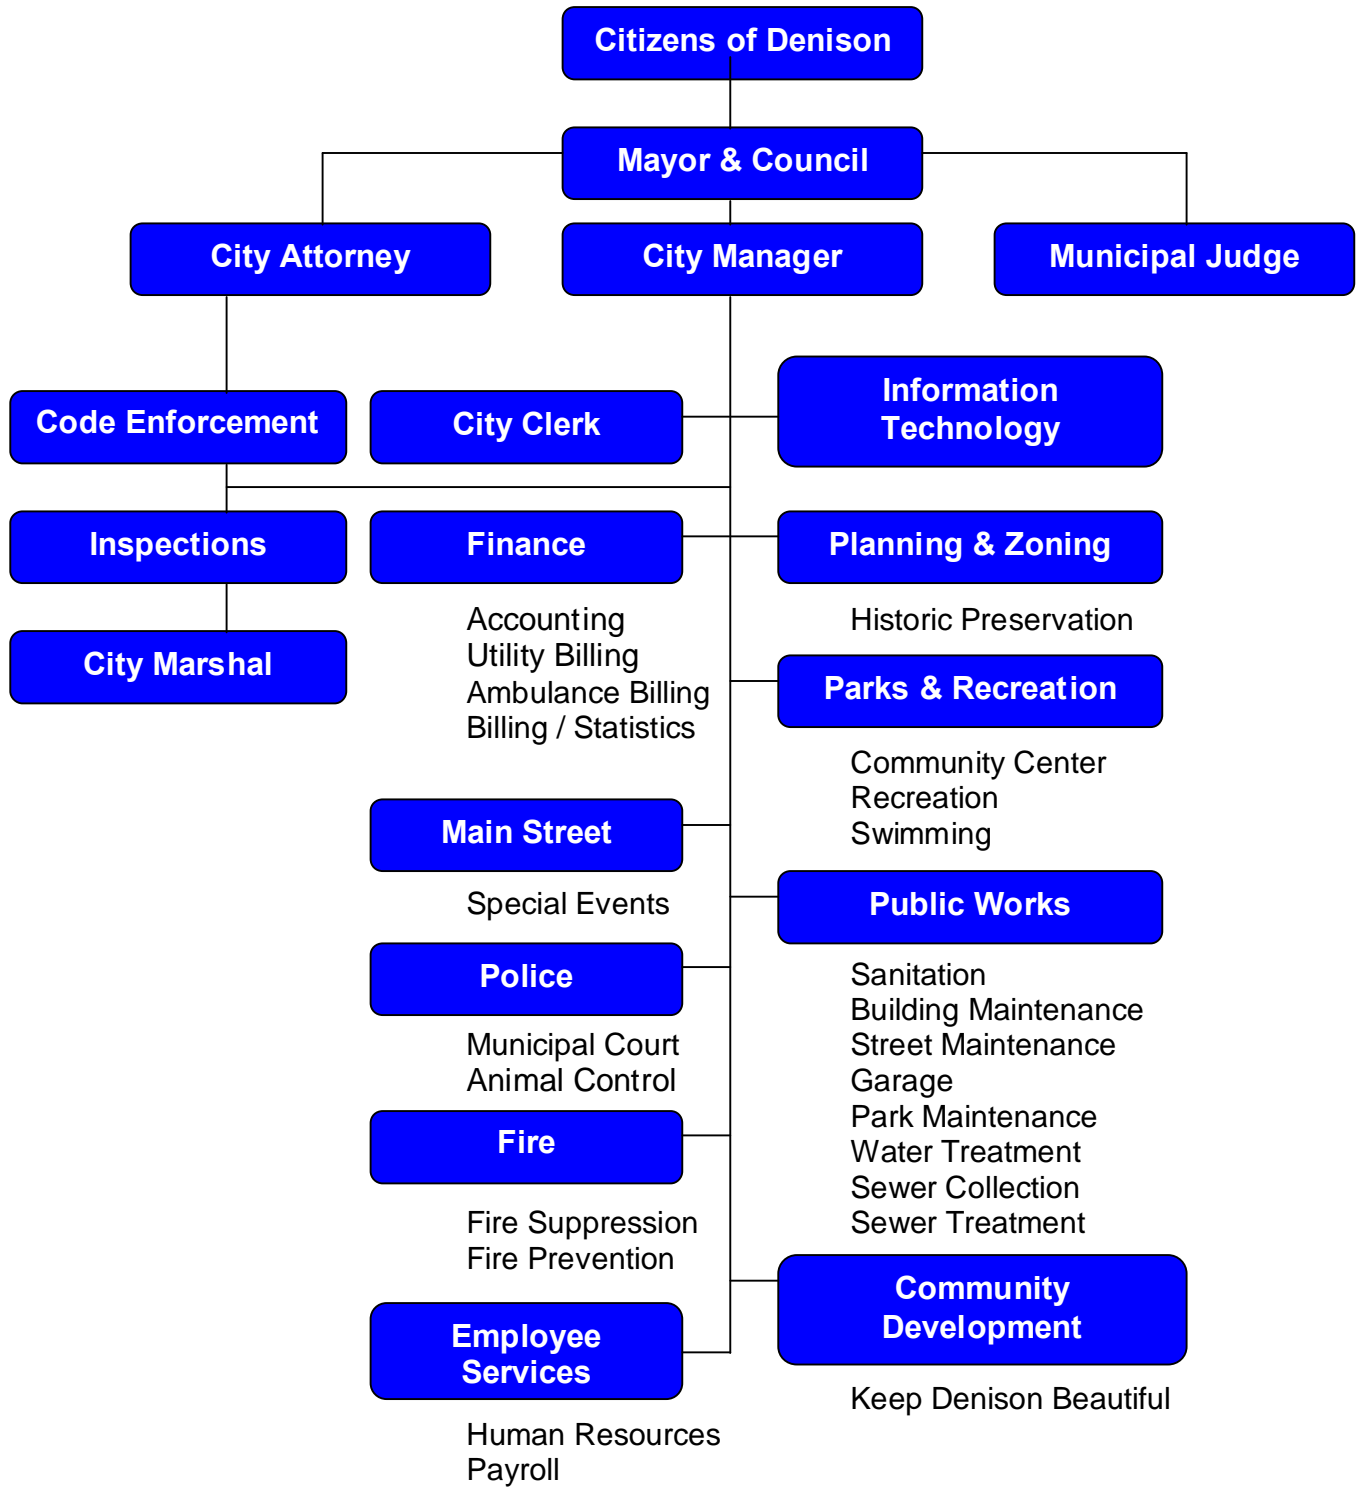 Citizens of Denison
Mayor & Council
City Attorney
City Manager
Municipal Judge
Code Enforcement
City Clerk
Information
Technology
Inspections
Finance
Planning & Zoning
Accounting
Utility Billing
Ambulance Billing
Billing / Statistics
Historic Preservation
City Marshal
Parks & Recreation
Community Center
Recreation
Swimming
Main Street
Special Events
Public Works
Sanitation
Building Maintenance
Street Maintenance
Garage
Park Maintenance
Water Treatment
Sewer Collection
Sewer Treatment
Police
Municipal Court
Animal Control
Fire
Fire Suppression
Fire Prevention
Community
Development
Keep Denison Beautiful
Employee
Services
Human Resources
Payroll